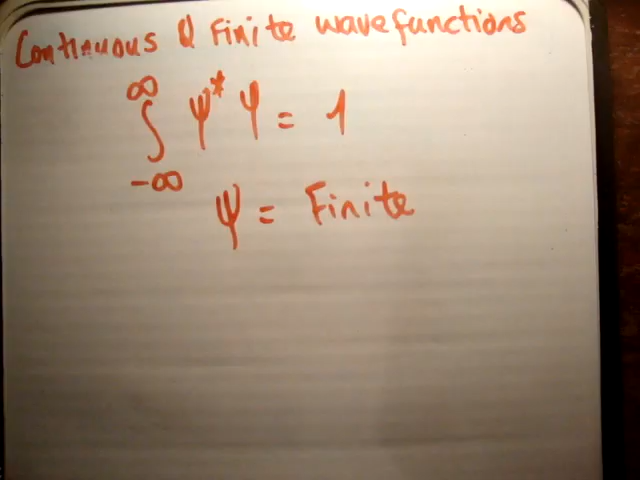 Continuous & Finite wavefunctions
∞
∫ ψ* ψ = 1
-∞
ψ = Finite